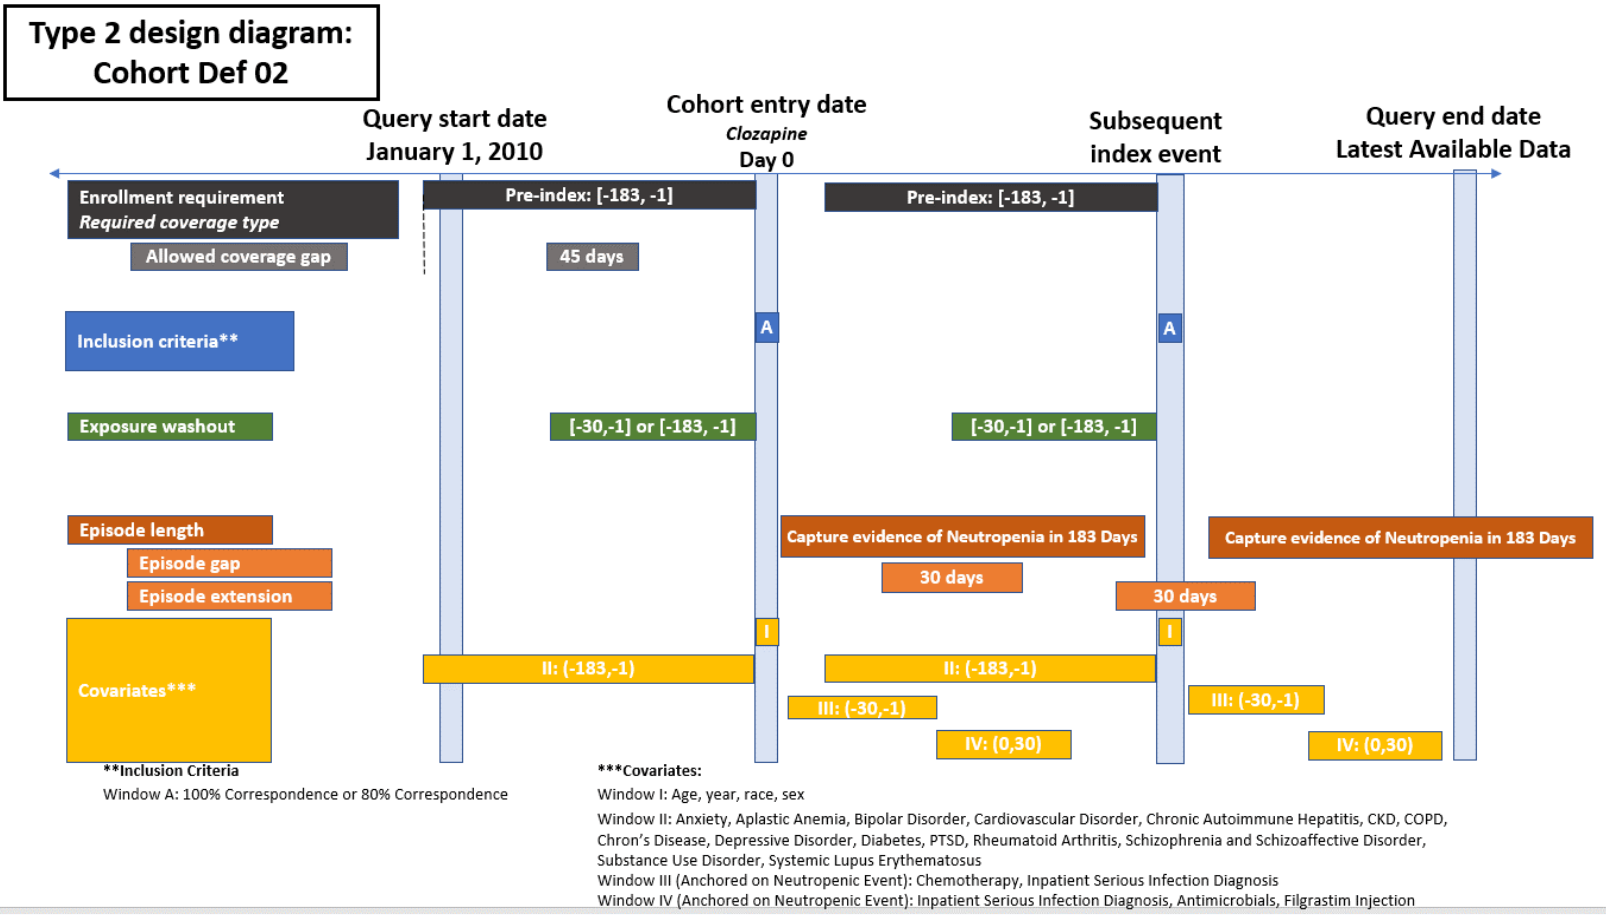 Type 2 design diagram:
Cohort Def 02
Query start date
January 1, 2010
Cohort entry date
Clozapine
Day 0
Subsequent
index event
Query end date
Latest Available Data
Enrollment requirement
Required coverage type
Pre-index: [-183, -1]
Pre-index: [-183, -1]
Allowed coverage gap
45 days
Inclusion criteria**
A
A
Exposure washout
[-30,-1] or [-183, -1]
[-30,-1] or [-183, -1]
Episode length
Capture evidence of Neutropenia in 183 Days
Capture evidence of Neutropenia in 183 Days
Episode gap
30 days
Episode extension
30 days
Covariates***
I
I
II: (-183,-1)
II: (-183,-1)
III: (-30,-1)
III: (-30,-1)
IV: (0,30)
IV: (0,30)
**Inclusion Criteria
Window A: 100% Correspondence or 80% Correspondence
***Covariates:
Window I: Age, year, race, sex
Window II: Anxiety, Aplastic Anemia, Bipolar Disorder, Cardiovascular Disorder, Chronic Autoimmune Hepatitis, CKD, COPD,
Chron's Disease, Depressive Disorder, Diabetes, PTSD, Rheumatoid Arthritis, Schizophrenia and Schizoaffective Disorder,
Substance Use Disorder, Systemic Lupus Erythematosus
Window III (Anchored on Neutropenic Event): Chemotherapy, Inpatient Serious Infection Diagnosis
Window IV (Anchored on Neutropenic Event): Inpatient Serious Infection Diagnosis, Antimicrobials, Filgrastim Injection